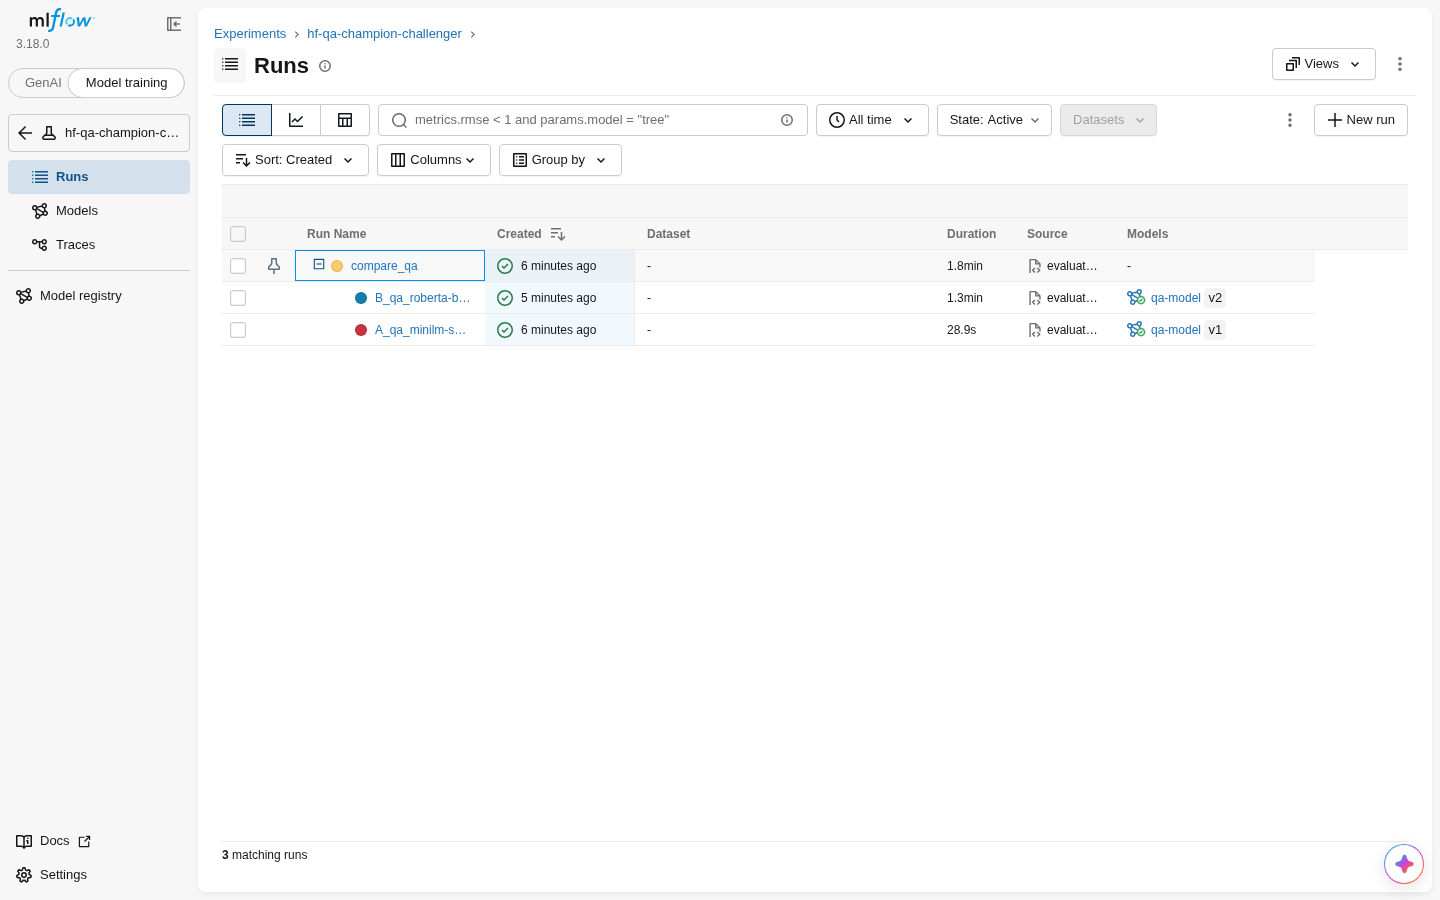 mlflow
3.18.0
GenAI Model training
hf-qa-champion-c...
Runs
Models
Traces
Model registry
Docs
Settings
Experiments > hf-qa-champion-challenger >
Runs
Views
metrics.rmse < 1 and params.model = "tree"
All time
State: Active
Datasets
New run
Sort: Created
Columns
Group by
Run Name Created Dataset Duration Source Models
compare_qa 6 minutes ago - 1.8min evaluat... -
B_qa_roberta-b... 5 minutes ago - 1.3min evaluat... qa-model v2
A_qa_minilm-s... 6 minutes ago - 28.9s evaluat... qa-model v1
3 matching runs